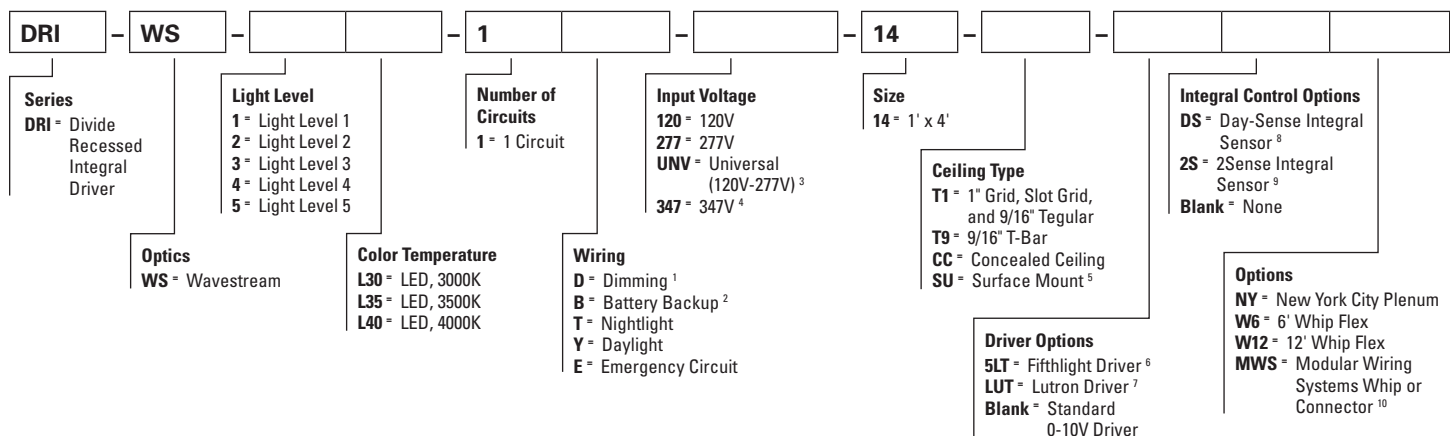 DRI – WS – – 1 – – 14 – –
Series
DRI = Divide
Recessed
Integral
Driver
Optics
WS = Wavestream
Light Level
1 = Light Level 1
2 = Light Level 2
3 = Light Level 3
4 = Light Level 4
5 = Light Level 5
Color Temperature
L30 = LED, 3000K
L35 = LED, 3500K
L40 = LED, 4000K
Number of
Circuits
1 = 1 Circuit
Wiring
D = Dimming 1
B = Battery Backup 2
T = Nightlight
Y = Daylight
E = Emergency Circuit
Input Voltage
120 = 120V
277 = 277V
UNV = Universal
(120V-277V) 3
347 = 347V 4
Size
14 = 1' x 4'
Ceiling Type
T1 = 1" Grid, Slot Grid,
and 9/16" Tegular
T9 = 9/16" T-Bar
CC = Concealed Ceiling
SU = Surface Mount 5
Driver Options
5LT = Fifthlight Driver 6
LUT = Lutron Driver 7
Blank = Standard
0-10V Driver
Integral Control Options
DS = Day-Sense Integral
Sensor 8
2S = 2Sense Integral
Sensor 9
Blank = None
Options
NY = New York City Plenum
W6 = 6' Whip Flex
W12 = 12' Whip Flex
MWS = Modular Wiring
Systems Whip or
Connector 10